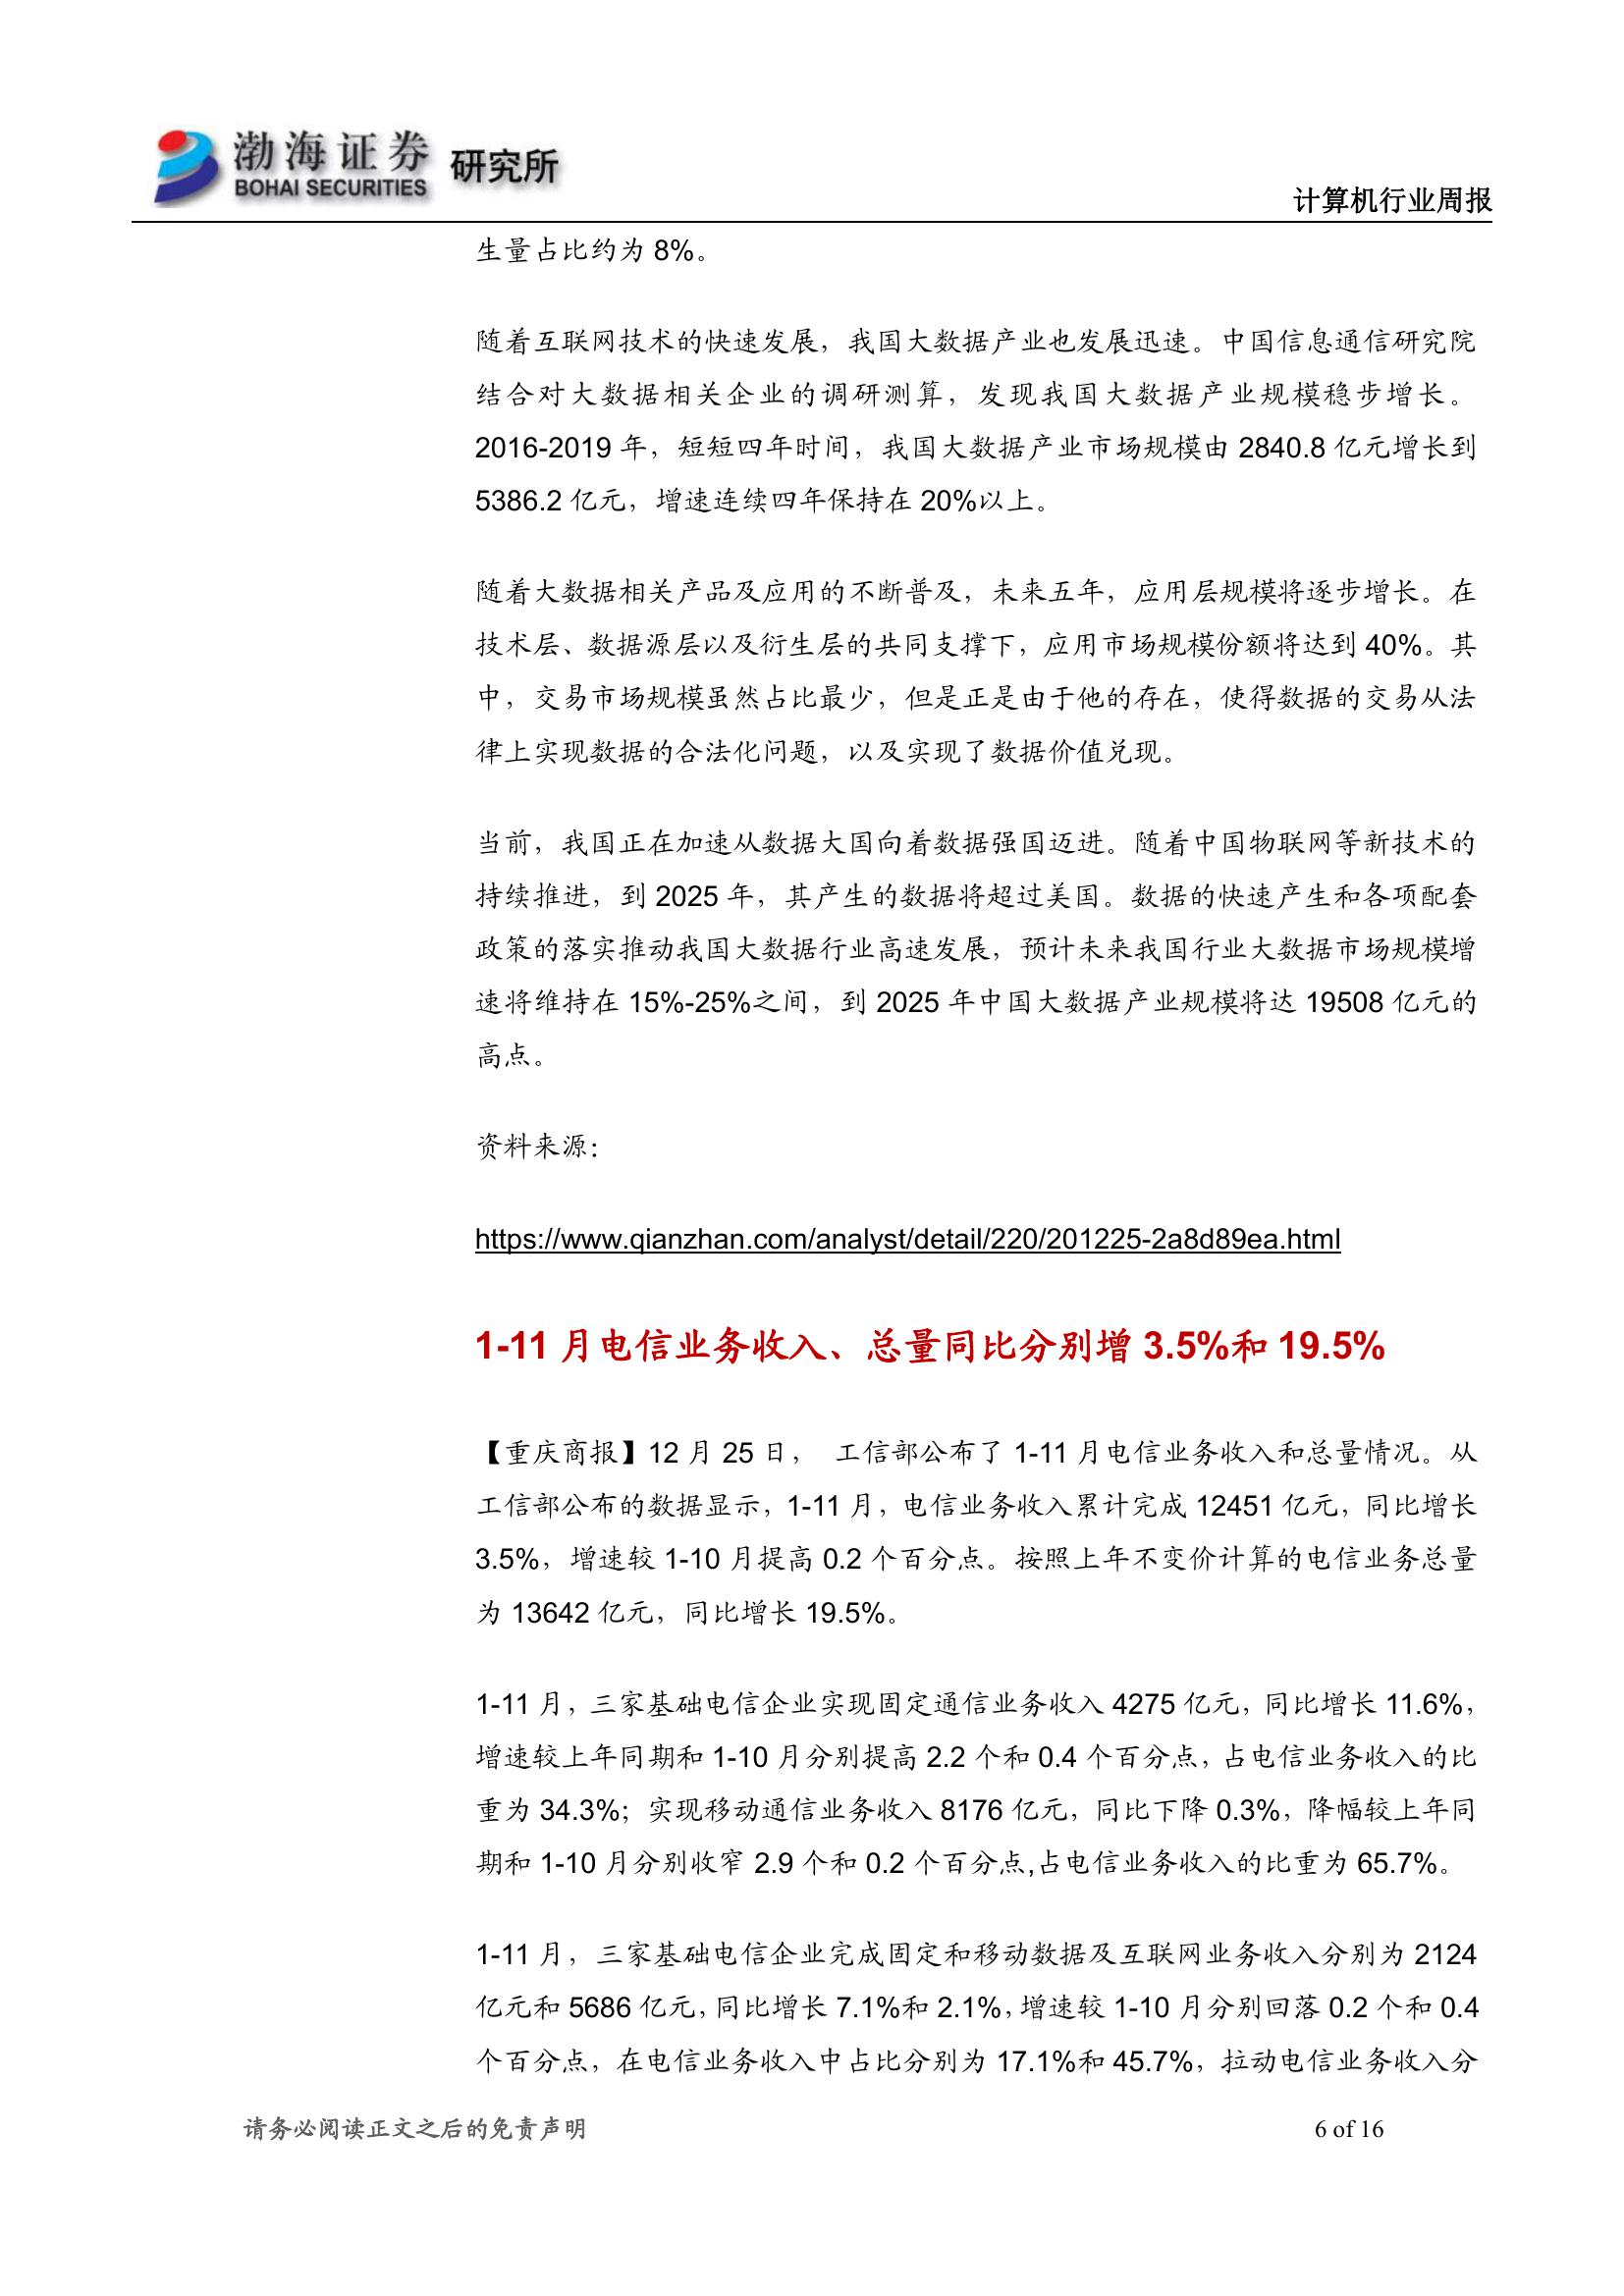 渤海证券 研究所
BOHAI SECURITIES
计算机行业周报
生量占比约为 8%。
随着互联网技术的快速发展，我国大数据产业也发展迅速。中国信息通信研究院
结合对大数据相关企业的调研测算，发现我国大数据产业规模稳步增长。
2016-2019 年，短短四年时间，我国大数据产业市场规模由 2840.8 亿元增长到
5386.2 亿元，增速连续四年保持在 20%以上。
随着大数据相关产品及应用的不断普及，未来五年，应用层规模将逐步增长。在
技术层、数据源层以及衍生层的共同支撑下，应用市场规模份额将达到 40%。其
中，交易市场规模虽然占比最少，但是正是由于他的存在，使得数据的交易从法
律上实现数据的合法化问题，以及实现了数据价值兑现。
当前，我国正在加速从数据大国向着数据强国迈进。随着中国物联网等新技术的
持续推进，到 2025 年，其产生的数据将超过美国。数据的快速产生和各项配套
政策的落实推动我国大数据行业高速发展，预计未来我国行业大数据市场规模增
速将维持在 15%-25%之间，到 2025 年中国大数据产业规模将达 19508 亿元的
高点。
资料来源：
https://www.qianzhan.com/analyst/detail/220/201225-2a8d89ea.html
1-11 月电信业务收入、总量同比分别增 3.5%和 19.5%
【重庆商报】12 月 25 日， 工信部公布了 1-11 月电信业务收入和总量情况。从
工信部公布的数据显示，1-11 月，电信业务收入累计完成 12451 亿元，同比增长
3.5%，增速较 1-10 月提高 0.2 个百分点。按照上年不变价计算的电信业务总量
为 13642 亿元，同比增长 19.5%。
1-11 月，三家基础电信企业实现固定通信业务收入 4275 亿元，同比增长 11.6%，
增速较上年同期和 1-10 月分别提高 2.2 个和 0.4 个百分点，占电信业务收入的比
重为 34.3%；实现移动通信业务收入 8176 亿元，同比下降 0.3%，降幅较上年同
期和 1-10 月分别收窄 2.9 个和 0.2 个百分点,占电信业务收入的比重为 65.7%。
1-11 月，三家基础电信企业完成固定和移动数据及互联网业务收入分别为 2124
亿元和 5686 亿元，同比增长 7.1%和 2.1%，增速较 1-10 月分别回落 0.2 个和 0.4
个百分点，在电信业务收入中占比分别为 17.1%和 45.7%，拉动电信业务收入分
请务必阅读正文之后的免责声明
6 of 16